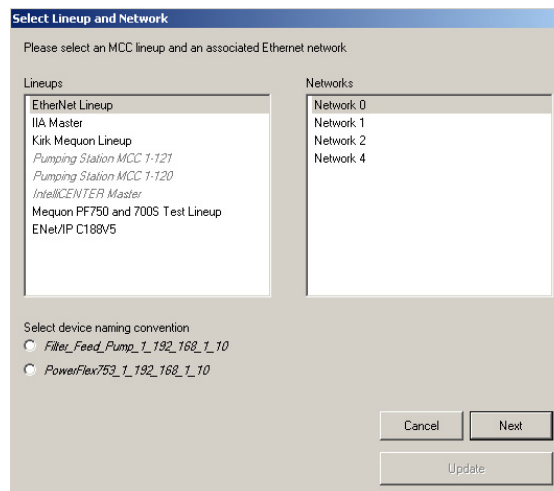 Select Lineup and Network
Please select an MCC lineup and an associated Ethernet network
Lineups
EtherNet Lineup
IIA Master
Kirk Mequon Lineup
Pumping Station MCC 1-121
Pumping Station MCC 1-120
IntelliCENTER Master
Mequon PF750 and 700S Test Lineup
ENet/IP C188V5
Networks
Network 0
Network 1
Network 2
Network 4
Select device naming convention
Filter_Feed_Pump_1_192_168_1_10
PowerFlex753_1_192_168_1_10
Cancel
Next
Update